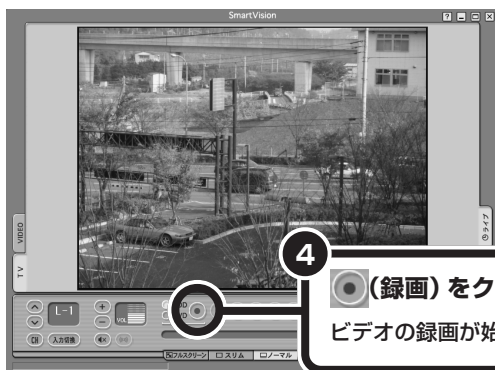 SmartVision
VIDEO
TV
ライブ
L-1
VOL
CH
入力切換
フルスクリーン
スリム
ノーマル
4
(録画)をク
ビデオの録画が始